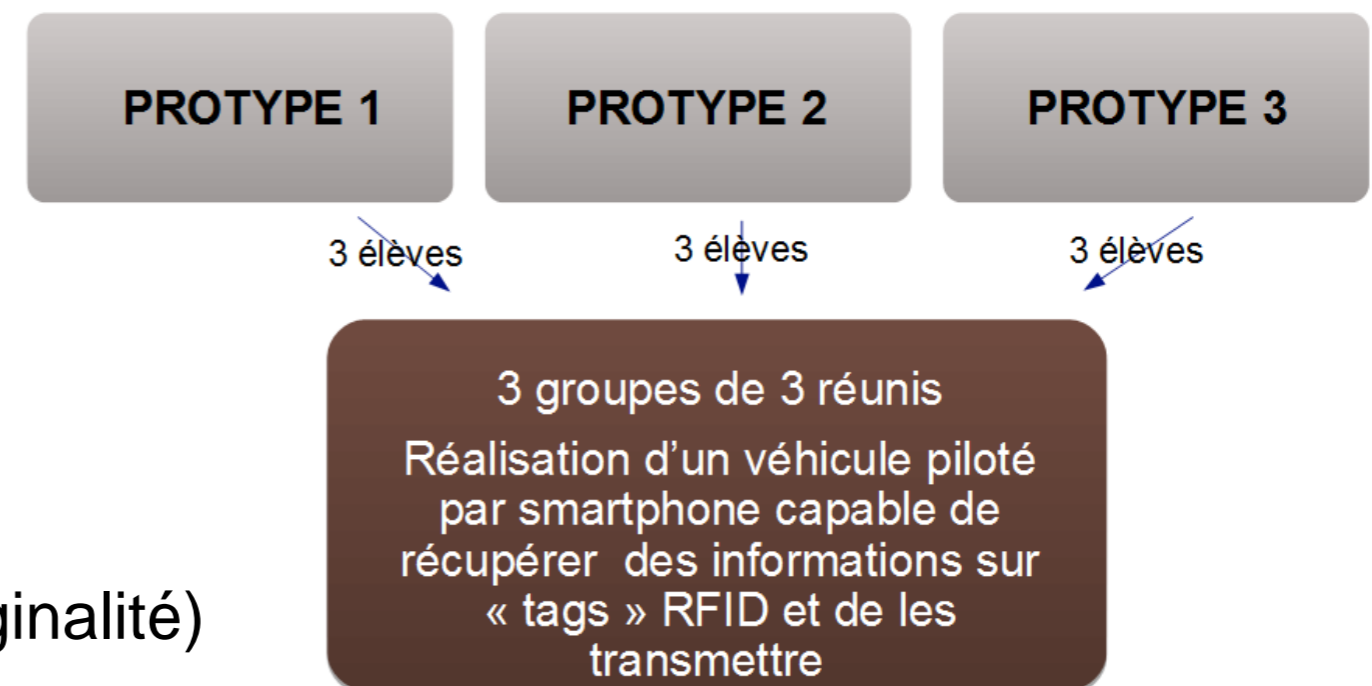 PROTYPE 1
PROTYPE 2
PROTYPE 3
3 élèves
3 élèves
3 élèves
3 groupes de 3 réunis
Réalisation d'un véhicule piloté
par smartphone capable de
récupérer des informations sur
« tags » RFID et de les
transmettre
ginalité)